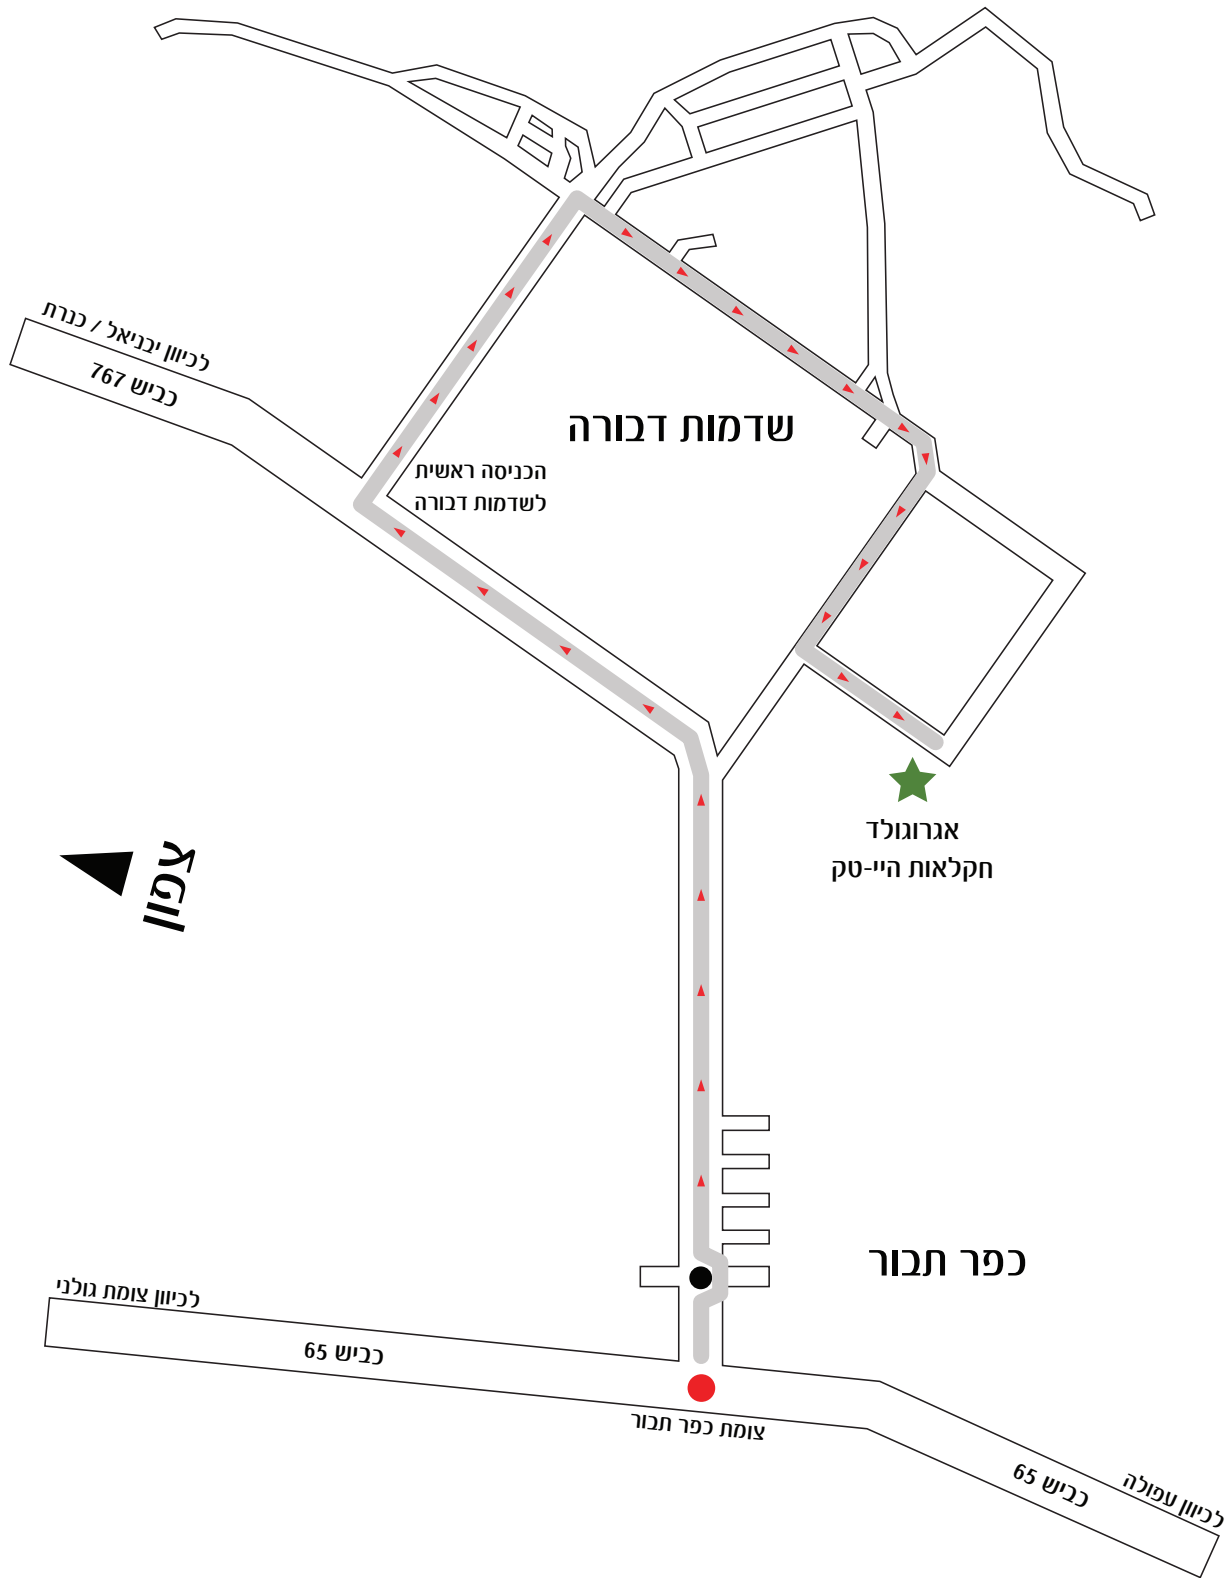 לכיוון יבניאל / כנרת
כביש 767
שדמות דבורה
הכניסה ראשית
לשדמות דבורה
אגרוגולד
חקלאות היי-טק
צפון
כפר תבור
לכיוון צומת גולני
כביש 65
צומת כפר תבור
כביש 65
לכיוון עפולה